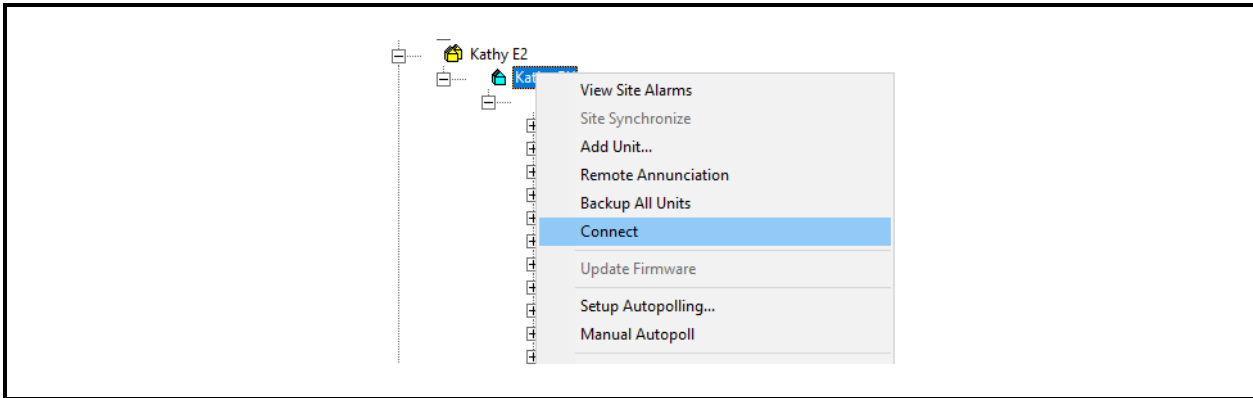 Kathy E2
View Site Alarms
Site Synchronize
Add Unit...
Remote Annunciation
Backup All Units
Connect
Update Firmware
Setup Autopolling...
Manual Autopoll